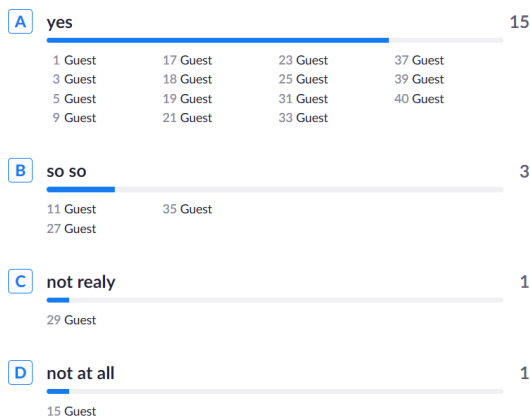 A yes 15
1 Guest 17 Guest 23 Guest 37 Guest
3 Guest 18 Guest 25 Guest 39 Guest
5 Guest 19 Guest 31 Guest 40 Guest
9 Guest 21 Guest 33 Guest
B so so 3
11 Guest 35 Guest
27 Guest
C not realy 1
29 Guest
D not at all 1
15 Guest